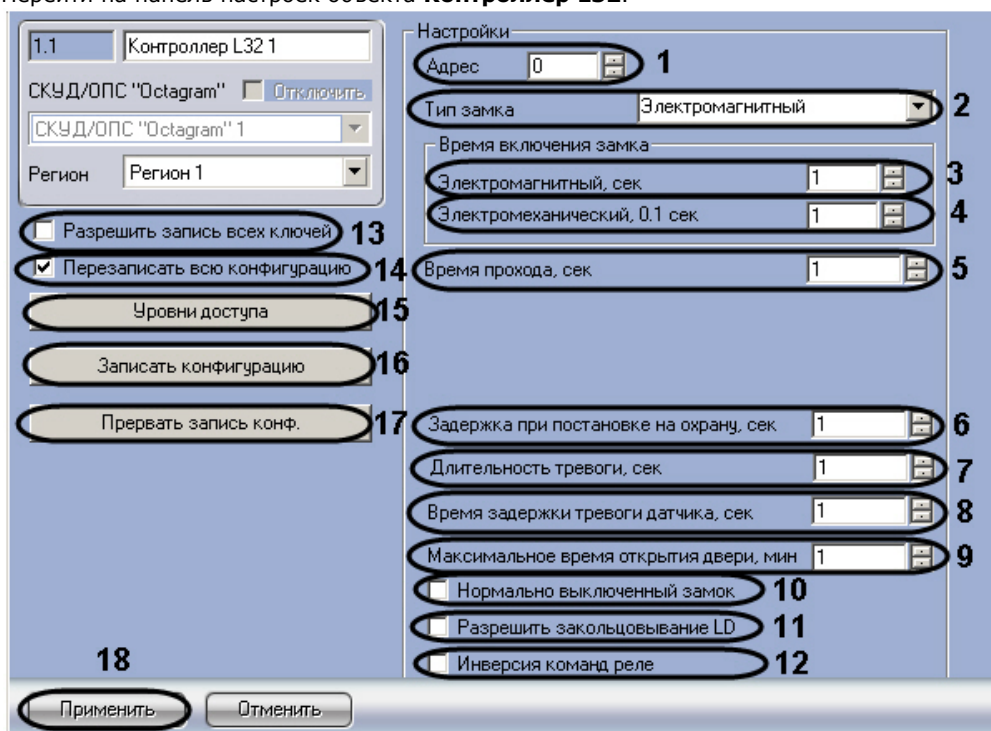 Перейти на панель настроек объекта Контроллер L32.
1.1 Контроллер L32 1
СКУД/ОПС "Octagram" Отключить
СКУД/ОПС "Octagram" 1
Регион Регион 1
Разрешить запись всех ключей 13
Перезаписать всю конфигурацию 14
Уровни доступа 15
Записать конфигурацию 16
Прервать запись конф. 17
Настройки
Адрес 0 1
Тип замка Электромагнитный 2
Время включения замка
Электромагнитный, сек 1 3
Электромеханический, 0.1 сек 1 4
Время прохода, сек 1 5
Задержка при постановке на охрану, сек 1 6
Длительность тревоги, сек 1 7
Время задержки тревоги датчика, сек 1 8
Максимальное время открытия двери, мин 1 9
Нормально выключенный замок 10
Разрешить закольцовывание LD 11
Инверсия команд реле 12
18
Применить Отменить